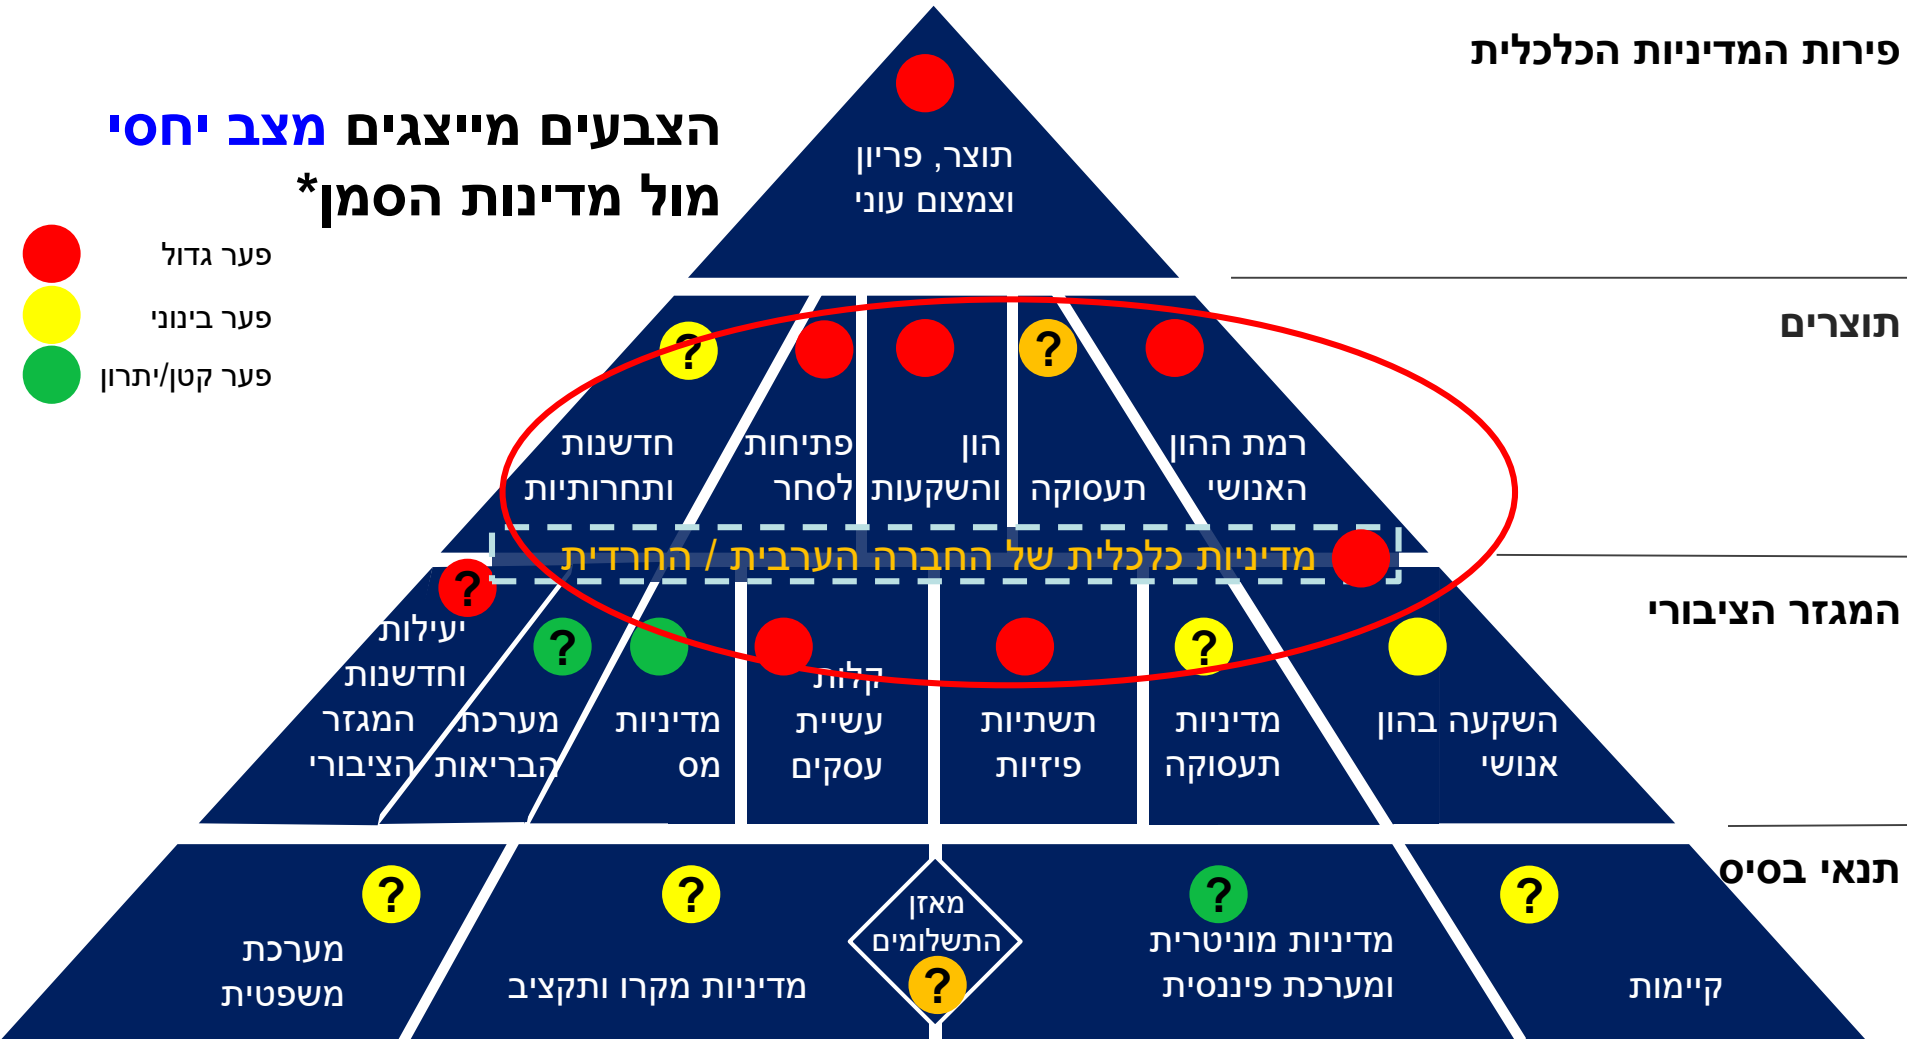 פירות המדיניות הכלכלית
הצבעים מייצגים מצב יחסי
מול מדינות הסמן*
פער גדול
פער בינוני
פער קטן/יתרון
תוצר, פריון
וצמצום עוני
תוצרים
?
?
רמת ההון
האנושי
תעסוקה
הון
והשקעות
פתיחות
לסחר
חדשנות
ותחרותיות
מדיניות כלכלית של החברה הערבית / החרדית
המגזר הציבורי
?
?
?
השקעה בהון
אנושי
מדיניות
תעסוקה
תשתיות
פיזיות
קלות
עשיית
עסקים
מדיניות
מס
מערכת
הבריאות
יעילות
וחדשנות
המגזר
הציבורי
תנאי בסיס
?
קיימות
?
מדיניות מוניטרית
ומערכת פיננסית
מאזן
התשלומים
?
?
מדיניות מקרו ותקציב
?
מערכת
משפטית